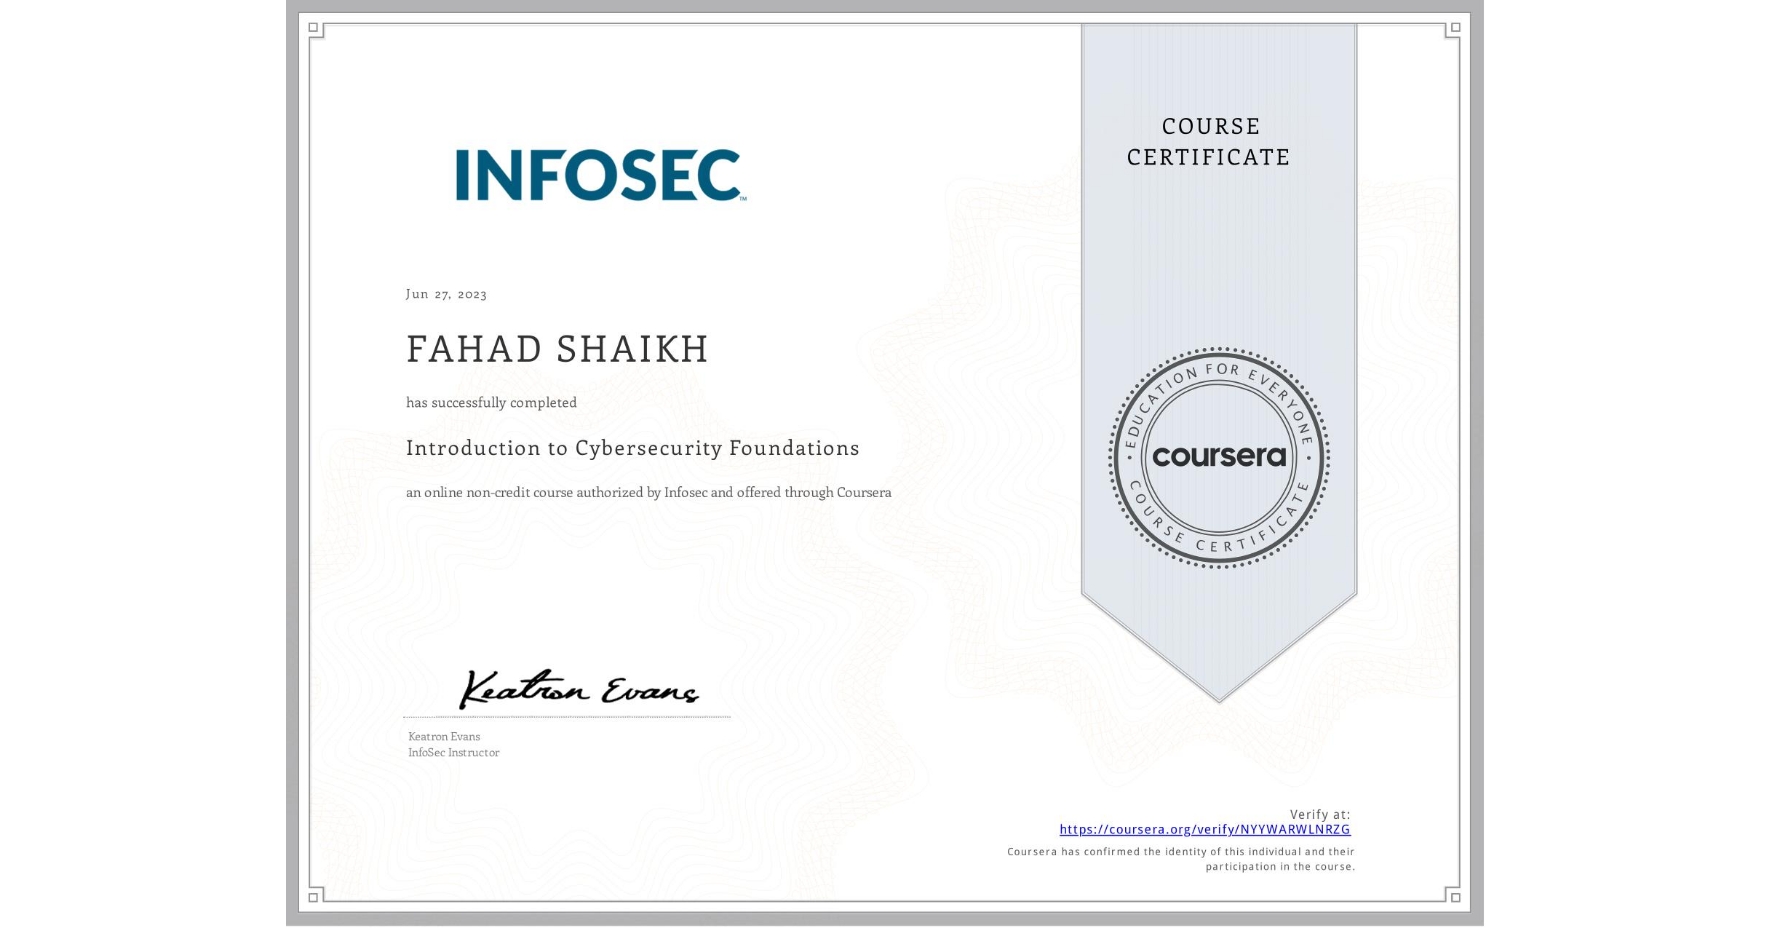 INFOSEC
TM
COURSE
CERTIFICATE
Jun 27, 2023
FAHAD SHAIKH
has successfully completed
Introduction to Cybersecurity Foundations
an online non-credit course authorized by Infosec and offered through Coursera
EDUCATION FOR EVERYONE
coursera
COURSE CERTIFICATE
Keatron Evans
Keatron Evans
InfoSec Instructor
Verify at:
https://coursera.org/verify/NYYWARWLNRZG
Coursera has confirmed the identity of this individual and their
participation in the course.